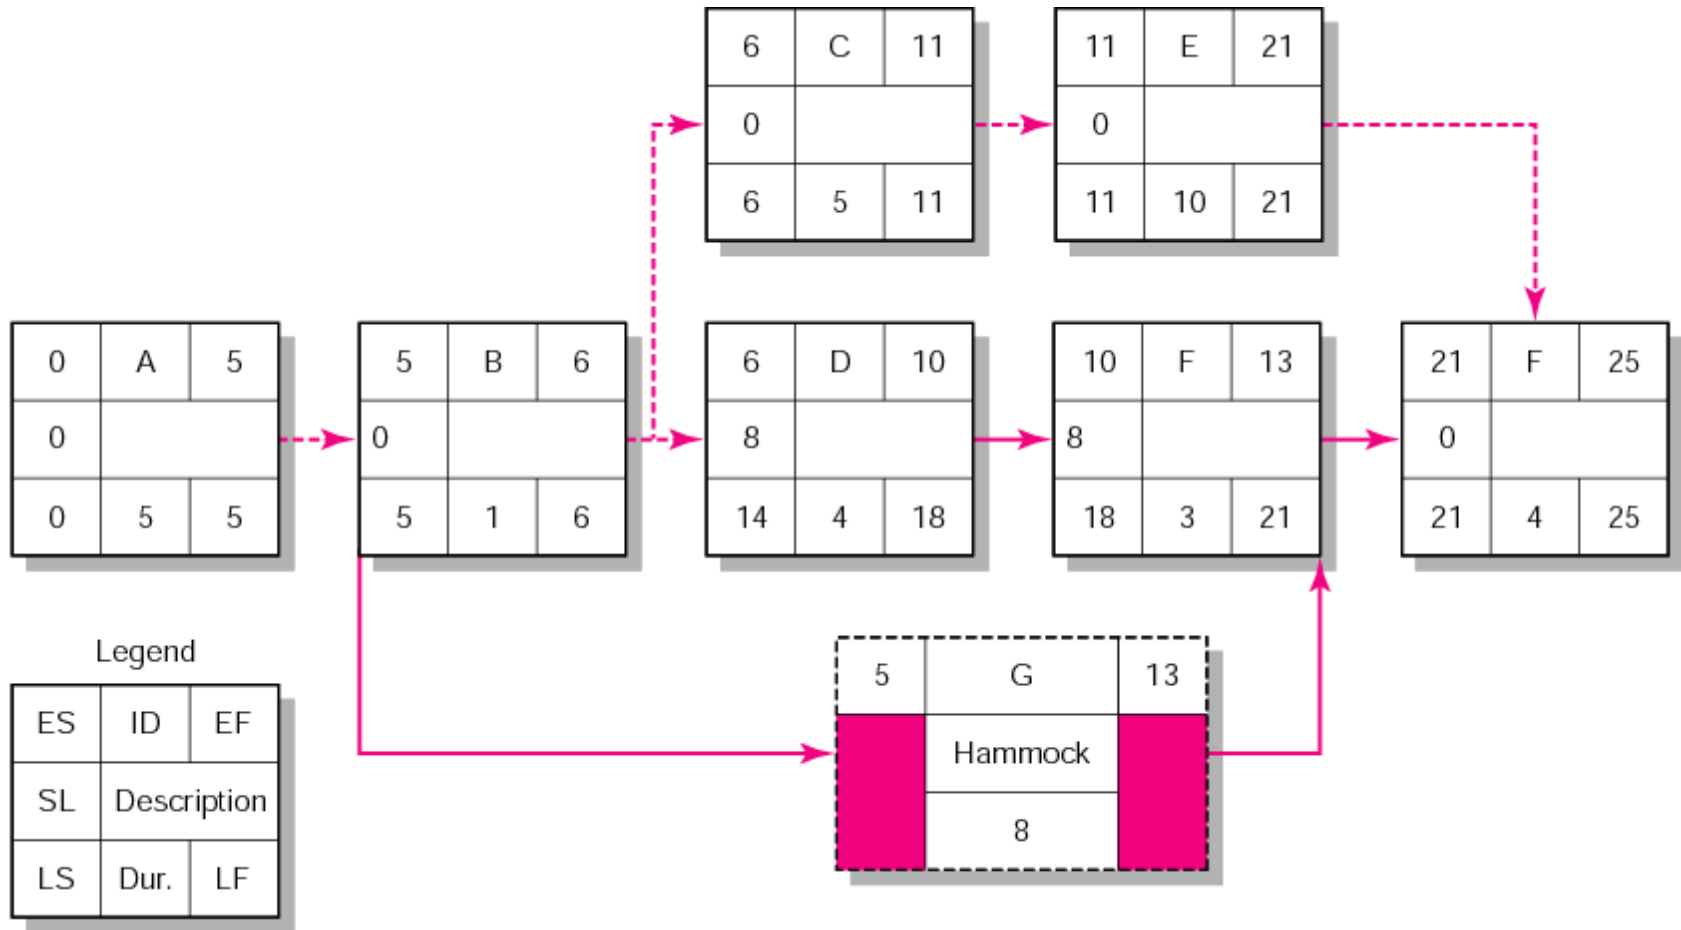 6 C 11
0
6 5 11
11 E 21
0
11 10 21
0 A 5
0
0 5 5
5 B 6
0
5 1 6
6 D 10
8
14 4 18
10 F 13
8
18 3 21
21 F 25
0
21 4 25
5 G 13
Hammock
8
Legend
ES ID EF
SL Description
LS Dur. LF